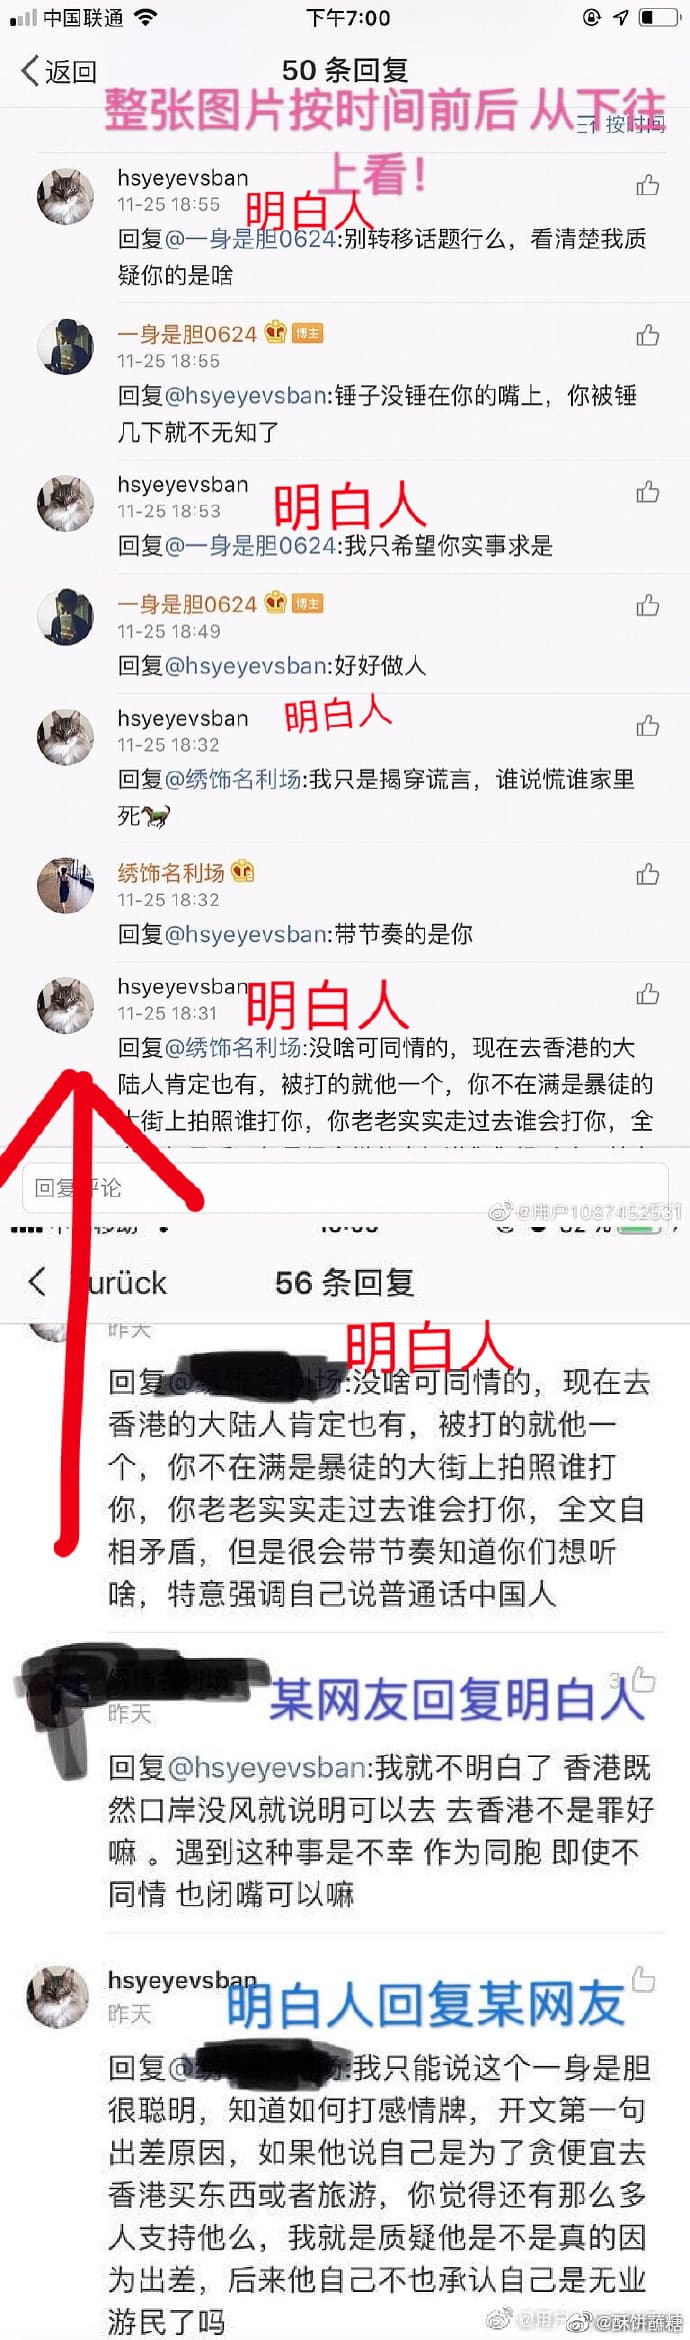 中国联通
下午7:00
返回
50 条回复
整张图片按时间前后 从下往
按时间
上看!
hsyeyevsban
11-25 18:55
明白人
回复@一身是胆0624:别转移话题行么，看清楚我质
疑你的是啥
一身是胆0624
博主
11-25 18:55
回复@hsyeyevsban:锤子没锤在你的嘴上，你被锤
几下就不无知了
hsyeyevsban
11-25 18:53
明白人
回复@一身是胆0624:我只希望你实事求是
一身是胆0624
博主
11-25 18:49
回复@hsyeyevsban:好好做人
hsyeyevsban
11-25 18:32
明白人
回复@绣饰名利场:我只是揭穿谎言，谁说慌谁家里
死
绣饰名利场
11-25 18:32
回复@hsyeyevsban:带节奏的是你
hsyeyevsban
11-25 18:31
明白人
回复@绣饰名利场:没啥可同情的，现在去香港的大
陆人肯定也有，被打的就他一个，你不在满是暴徒的
大街上拍照谁打你，你老老实实走过去谁会打你，全
回复评论
@用户1087452531
urück
56 条回复
昨天
明白人
回复@绣饰名利场:没啥可同情的，现在去
香港的大陆人肯定也有，被打的就他一
个，你不在满是暴徒的大街上拍照谁打
你，你老老实实走过去谁会打你，全文自
相矛盾，但是很会带节奏知道你们想听
啥，特意强调自己说普通话中国人
绣饰名利场
3
某网友回复明白人
昨天
回复@hsyeyevsban:我就不明白了 香港既
然口岸没风就说明可以去 去香港不是罪好
嘛 。遇到这种事是不幸 作为同胞 即使不
同情 也闭嘴可以嘛
hsyeyevsban
昨天
明白人回复某网友
回复@ :我只能说这个一身是胆
很聪明，知道如何打感情牌，开文第一句
出差原因，如果他说自己是为了贪便宜去
香港买东西或者旅游，你觉得还有那么多
人支持他么，我就是质疑他是不是真的因
为出差，后来他自己不也承认自己是无业
游民了吗
@酥饼蘸糖